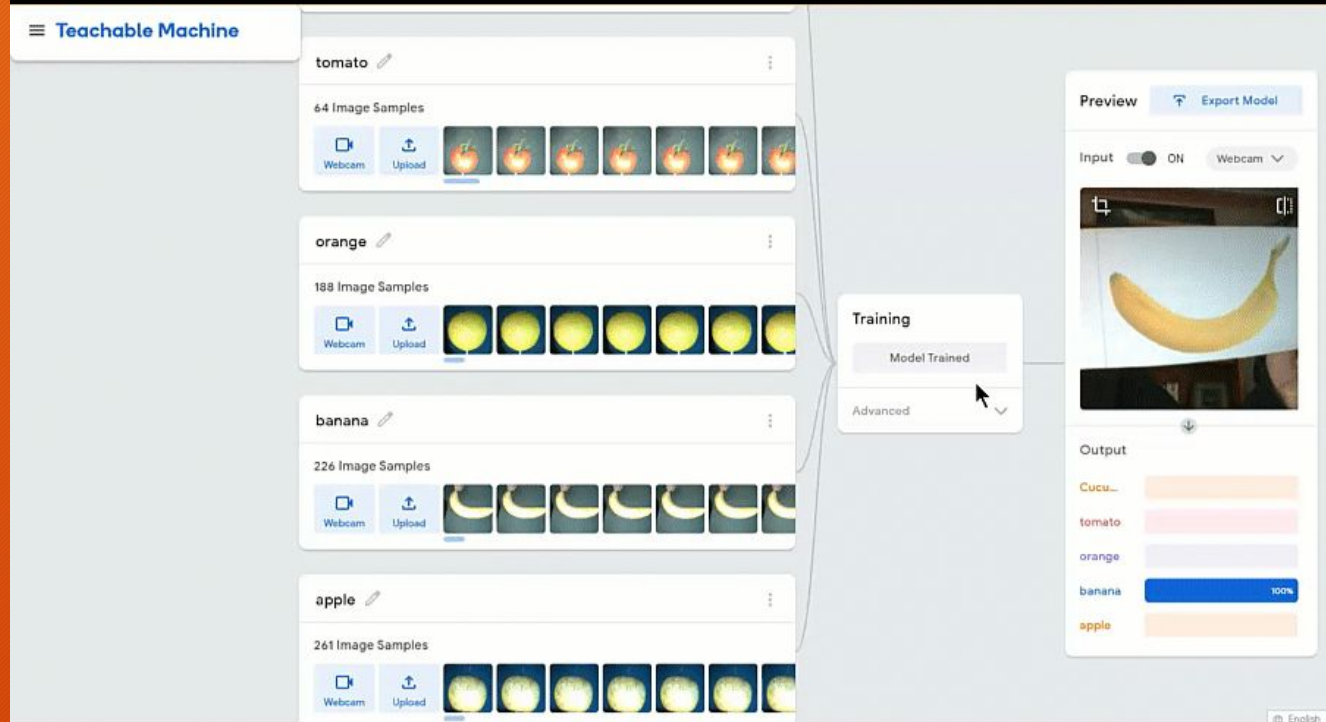 Teachable Machine
tomato
64 Image Samples
Webcam
Upload
orange
188 Image Samples
Webcam
Upload
banana
226 Image Samples
Webcam
Upload
apple
261 Image Samples
Webcam
Upload
Training
Model Trained
Advanced
Preview
Export Model
Input ON Webcam
Output
Cucu...
tomato
orange
banana 100%
apple
English